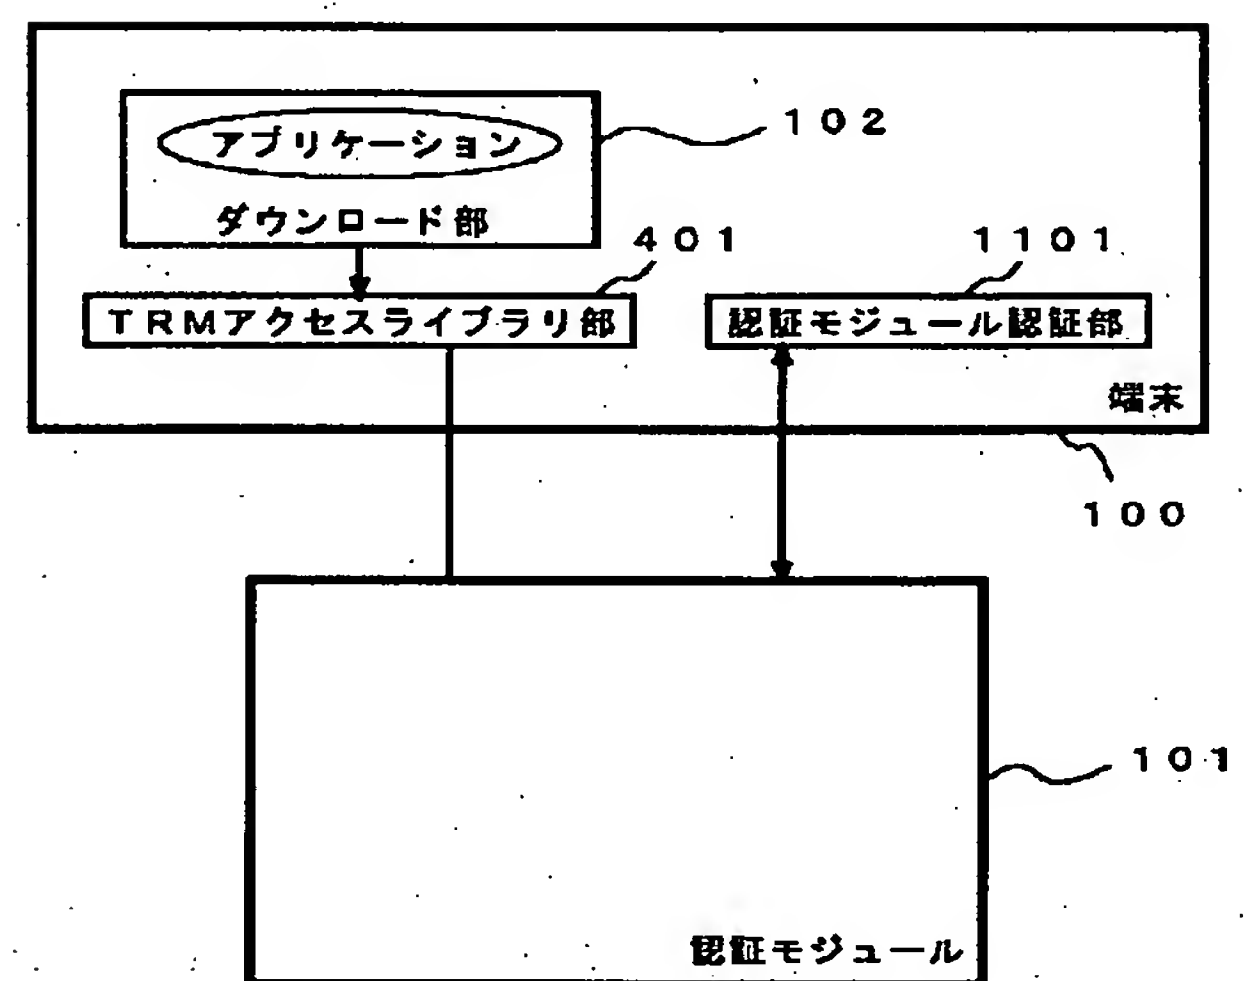 アプリケーション
102
ダウンロード部
401
1101
TRMアクセスライブラリ部
認証モジュール認証部
端末
100
101
認証モジュール